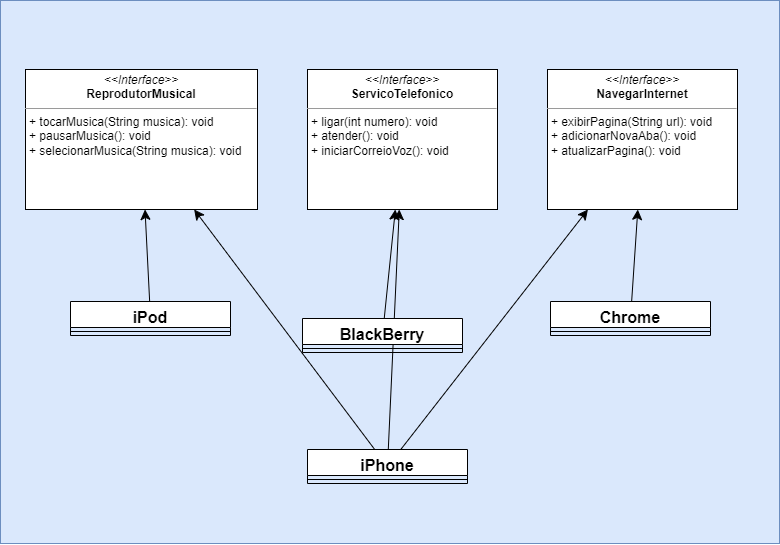 <<Interface>>
ReprodutorMusical
+ tocarMusica(String musica): void
+ pausarMusica(): void
+ selecionarMusica(String musica): void
<<Interface>>
ServicoTelefonico
+ ligar(int numero): void
+ atender(): void
+ iniciarCorreioVoz(): void
<<Interface>>
NavegarInternet
+ exibirPagina(String url): void
+ adicionarNovaAba(): void
+ atualizarPagina(): void
iPod
BlackBerry
Chrome
iPhone